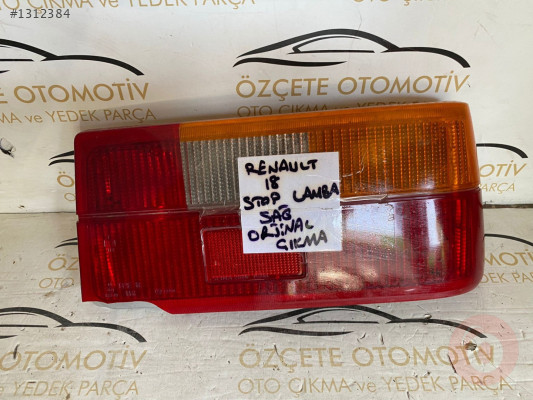 #1312384
ÖZÇETE OTOMOTİV
OTO ÇIKMA VE YEDEK PARÇA
ÖZÇETE OTOMOTİV
OTO ÇIKMA VE YEDEK PARÇA
RENAULT
18
STOP LAMBA
SAĞ
ORJİNAL
ÇIKMA
ÖZÇETE OTOMOTİV
OTO ÇIKMA VE
YEDEK PARÇA
ÖZÇETE OTOMOTİV
OTO ÇIKMA VE YEDEK PARÇA